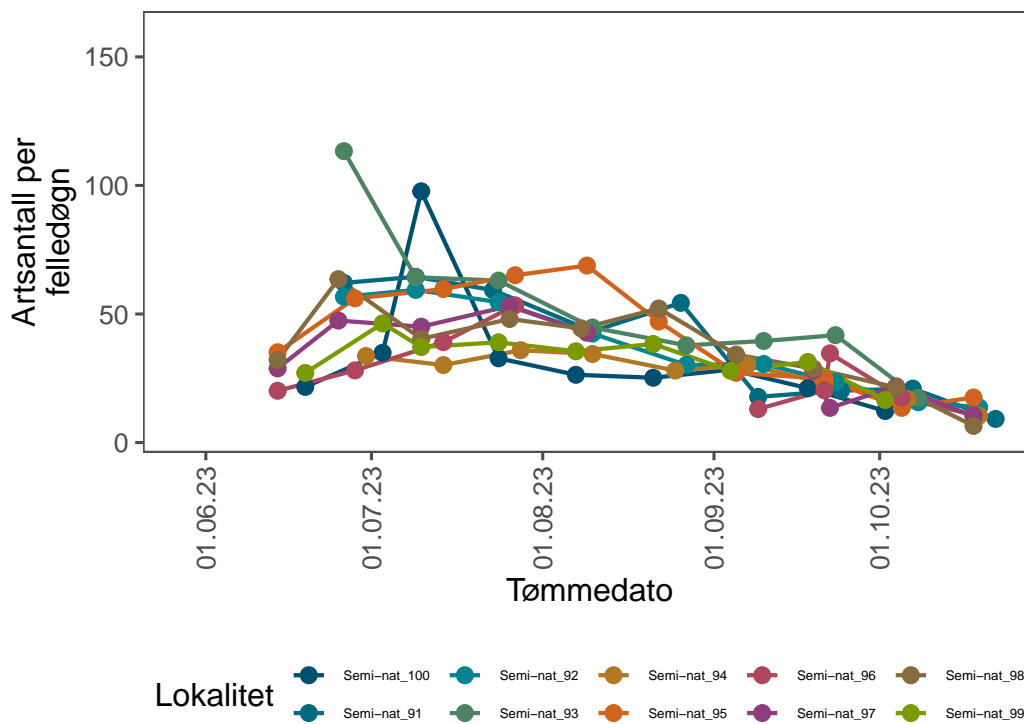 150
100
50
0
Artsantall per
felledøgn
01.06.23
01.07.23
01.08.23
01.09.23
01.10.23
Tømmedato
Lokalitet
Semi−nat_100
Semi−nat_92
Semi−nat_94
Semi−nat_96
Semi−nat_98
Semi−nat_91
Semi−nat_93
Semi−nat_95
Semi−nat_97
Semi−nat_99